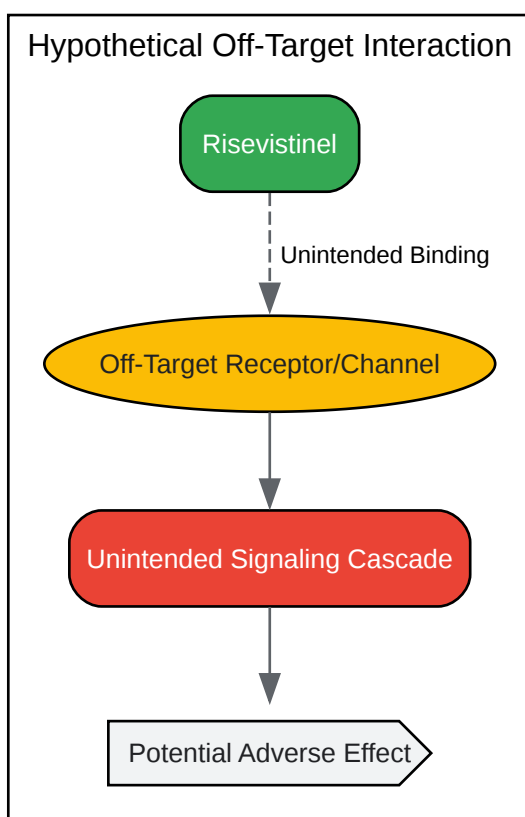 Hypothetical Off-Target Interaction
Risevistinel
Unintended Binding
Off-Target Receptor/Channel
Unintended Signaling Cascade
Potential Adverse Effect